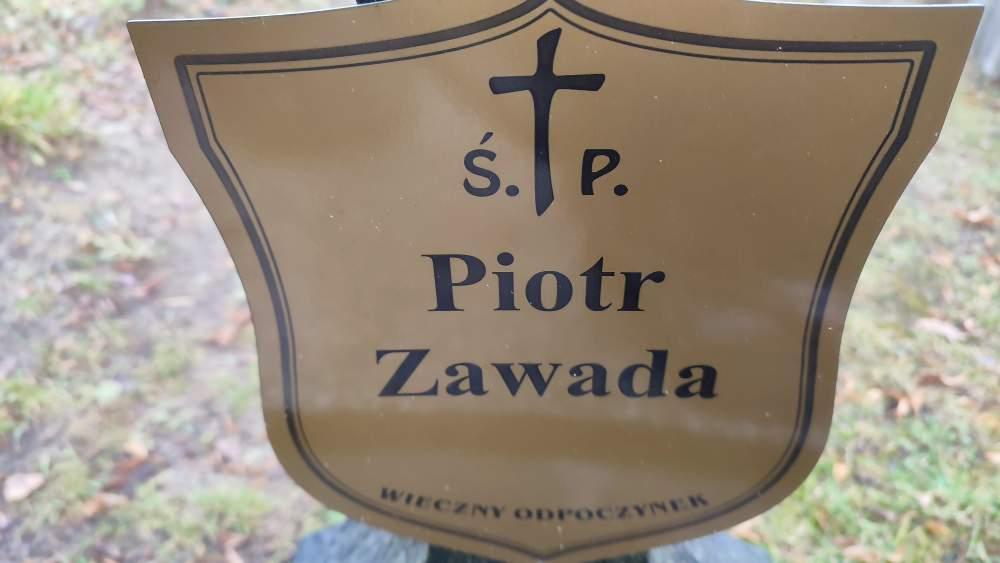 Ś. P.
Piotr
Zawada
WIECZNY ODPOCZYNEK